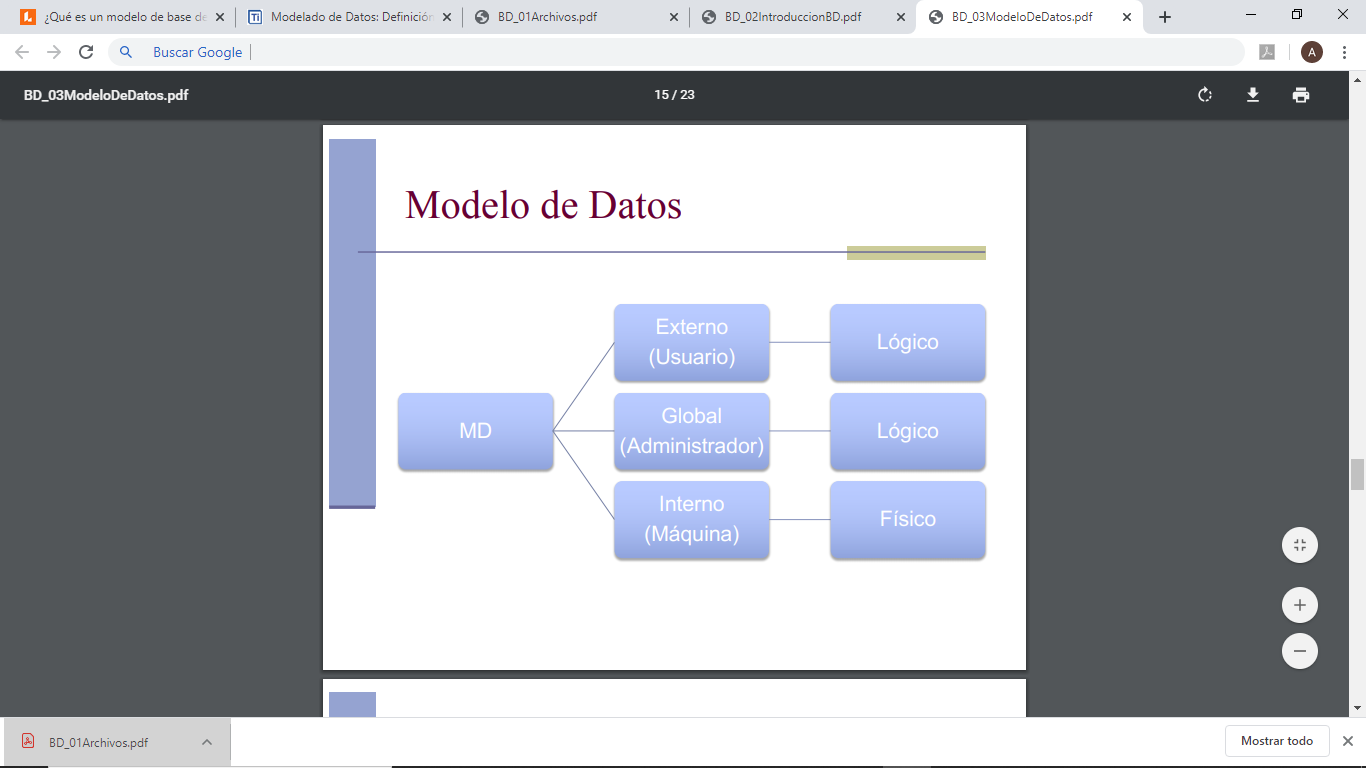 ¿Qué es un modelo de base de
Modelado de Datos: Definición
BD_01Archivos.pdf
BD_02IntroduccionBD.pdf
BD_03ModeloDeDatos.pdf
Buscar Google
A
BD_03ModeloDeDatos.pdf
15 / 23
Modelo de Datos
MD
Externo
(Usuario)
Lógico
Global
(Administrador)
Lógico
Interno
(Máquina)
Físico
BD_01Archivos.pdf
Mostrar todo